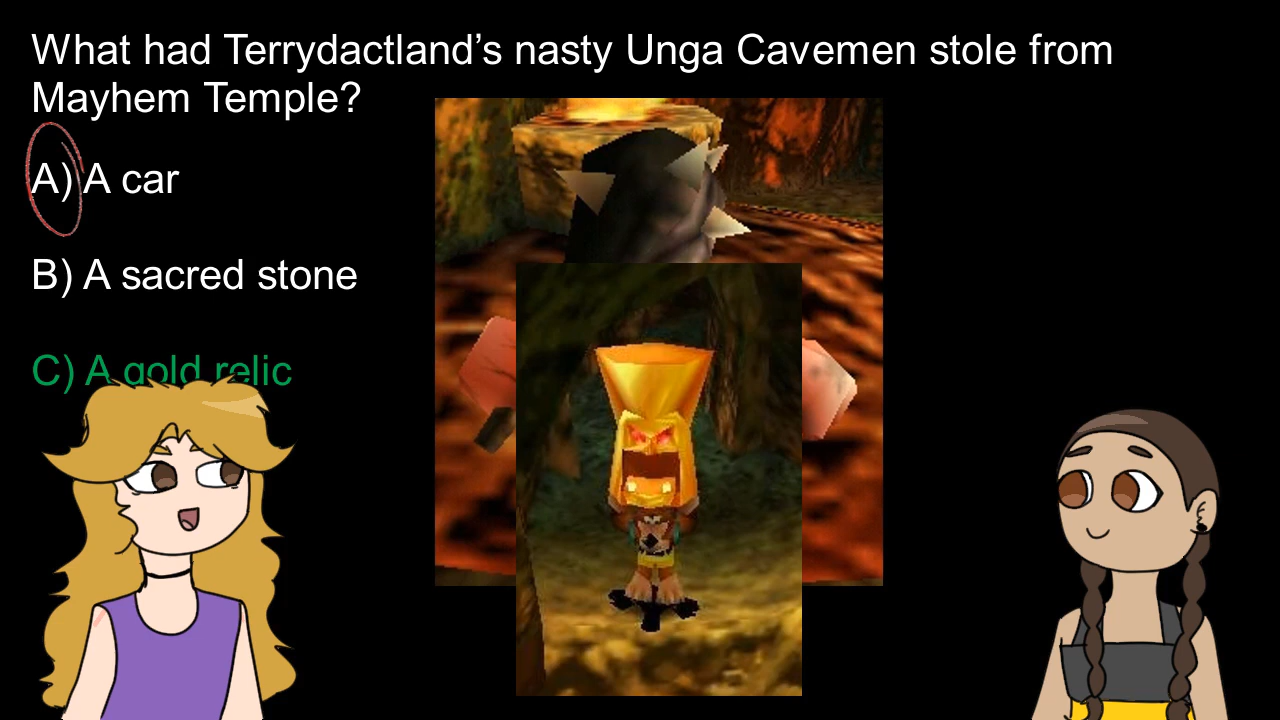 What had Terrydactland’s nasty Unga Cavemen stole from
Mayhem Temple?
A) A car
B) A sacred stone
C) A gold relic